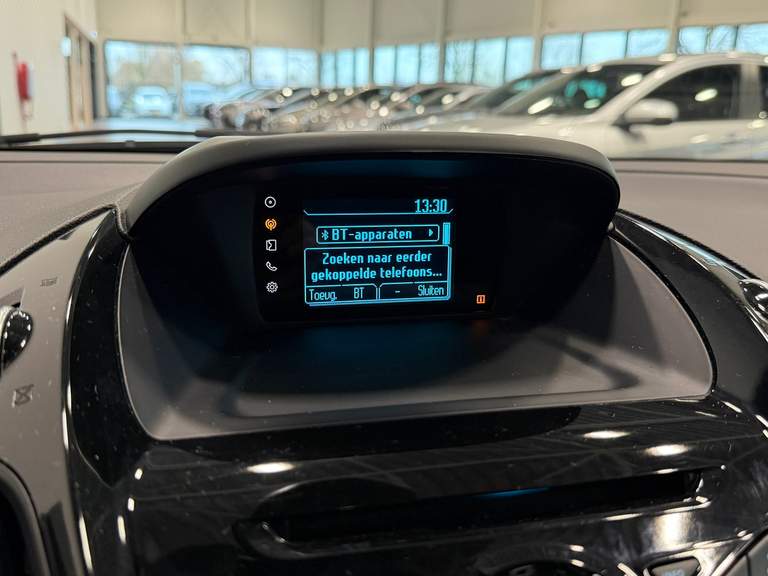 13:30
BT-apparaten
Zoeken naar eerder
gekoppelde telefoons...
Toevg. BT - Sluiten